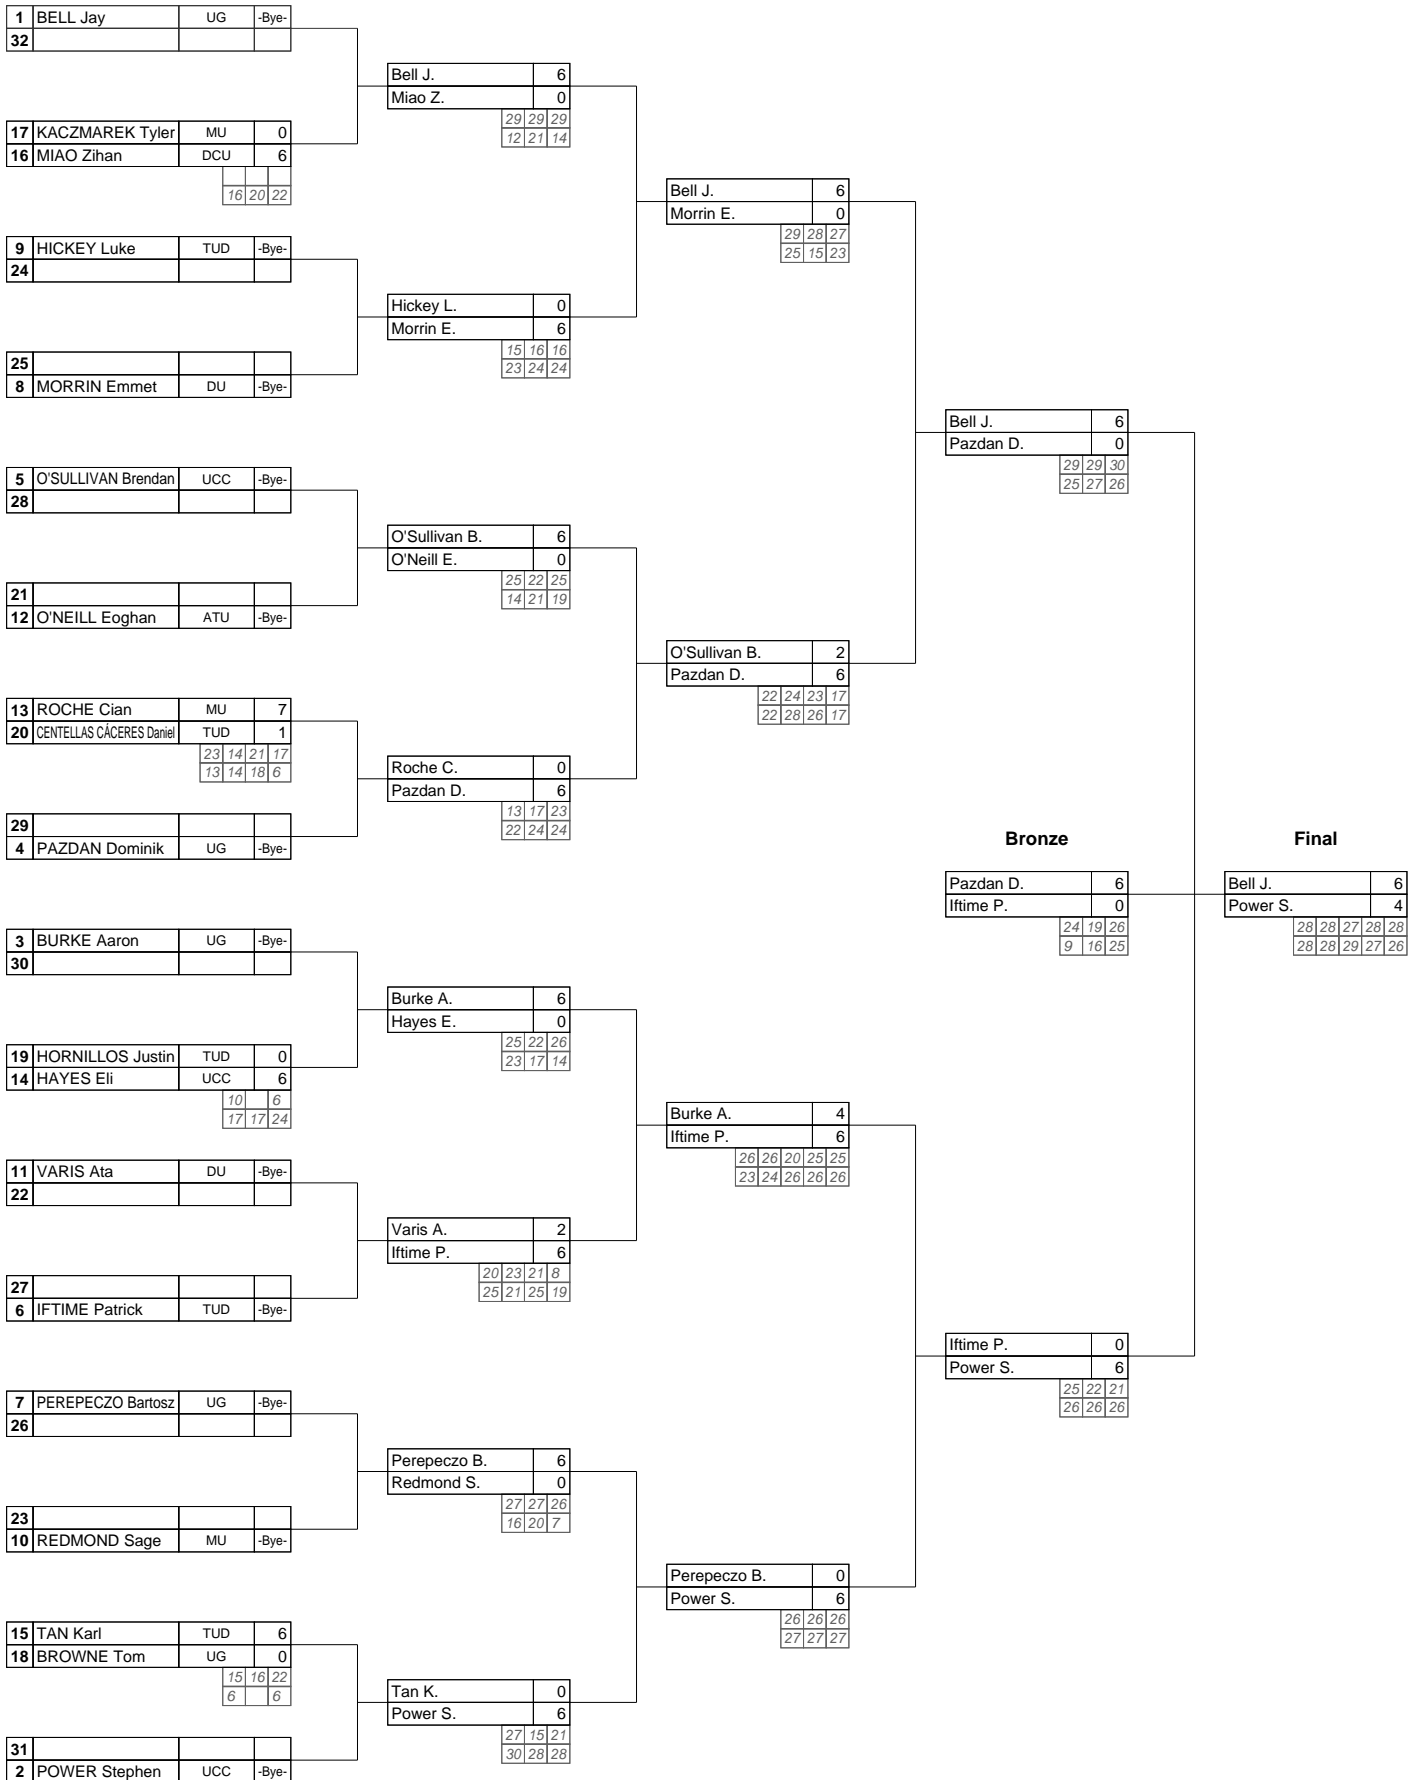 1 BELL Jay UG -Bye-
32
Bell J. 6
Miao Z. 0
29 29 29
12 21 14
17 KACZMAREK Tyler MU 0
16 MIAO Zihan DCU 6
16 20 22
Bell J. 6
Morrin E. 0
29 28 27
25 15 23
9 HICKEY Luke TUD -Bye-
24
Hickey L. 0
Morrin E. 6
15 16 16
23 24 24
25
8 MORRIN Emmet DU -Bye-
Bell J. 6
Pazdan D. 0
29 29 30
25 27 26
5 O'SULLIVAN Brendan UCC -Bye-
28
O'Sullivan B. 6
O'Neill E. 0
25 22 25
14 21 19
21
12 O'NEILL Eoghan ATU -Bye-
O'Sullivan B. 2
Pazdan D. 6
22 24 23 17
22 28 26 17
13 ROCHE Cian MU 7
20 CENTELLAS CÁCERES Daniel TUD 1
23 14 21 17
13 14 18 6
Roche C. 0
Pazdan D. 6
13 17 23
22 24 24
29
4 PAZDAN Dominik UG -Bye-
Bronze Final
Pazdan D. 6 Bell J. 6
Iftime P. 0 Power S. 4
24 19 26 28 28 27 28 28
9 16 25 28 28 29 27 26
3 BURKE Aaron UG -Bye-
30
Burke A. 6
Hayes E. 0
25 22 26
23 17 14
19 HORNILLOS Justin TUD 0
14 HAYES Eli UCC 6
10 6
17 17 24
Burke A. 4
Iftime P. 6
26 26 20 25 25
23 24 26 26 26
11 VARIS Ata DU -Bye-
22
Varis A. 2
Iftime P. 6
20 23 21 8
25 21 25 19
27
6 IFTIME Patrick TUD -Bye-
Iftime P. 0
Power S. 6
25 22 21
26 26 26
7 PEREPECZO Bartosz UG -Bye-
26
Perepeczo B. 6
Redmond S. 0
27 27 26
16 20 7
23
10 REDMOND Sage MU -Bye-
Perepeczo B. 0
Power S. 6
26 26 26
27 27 27
15 TAN Karl TUD 6
18 BROWNE Tom UG 0
15 16 22
6 6
Tan K. 0
Power S. 6
27 15 21
30 28 28
31
2 POWER Stephen UCC -Bye-